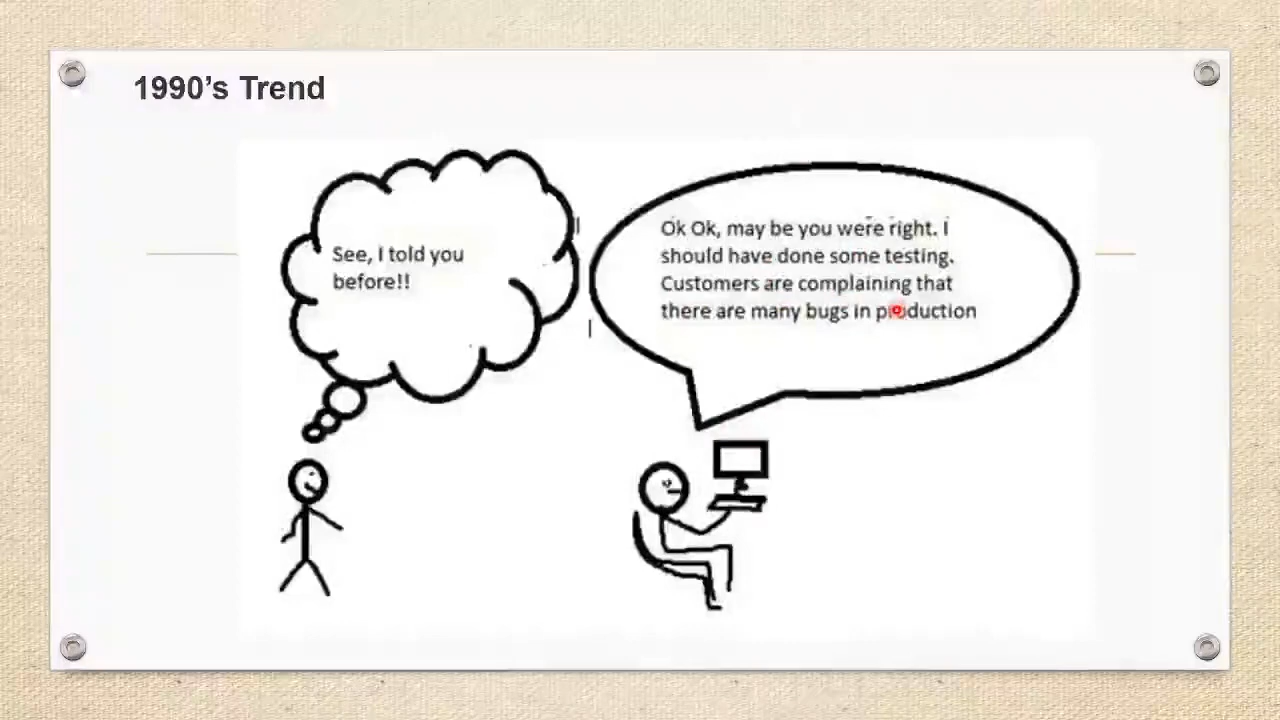 1990’s Trend
See, I told you
before!!
Ok Ok, may be you were right. I
should have done some testing.
Customers are complaining that
there are many bugs in production